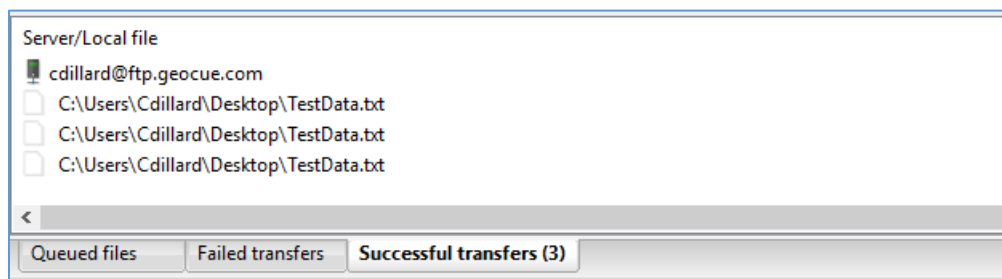 Server/Local file
cdillard@ftp.geocue.com
C:\Users\Cdillard\Desktop\TestData.txt
C:\Users\Cdillard\Desktop\TestData.txt
C:\Users\Cdillard\Desktop\TestData.txt
Queued files Failed transfers Successful transfers (3)